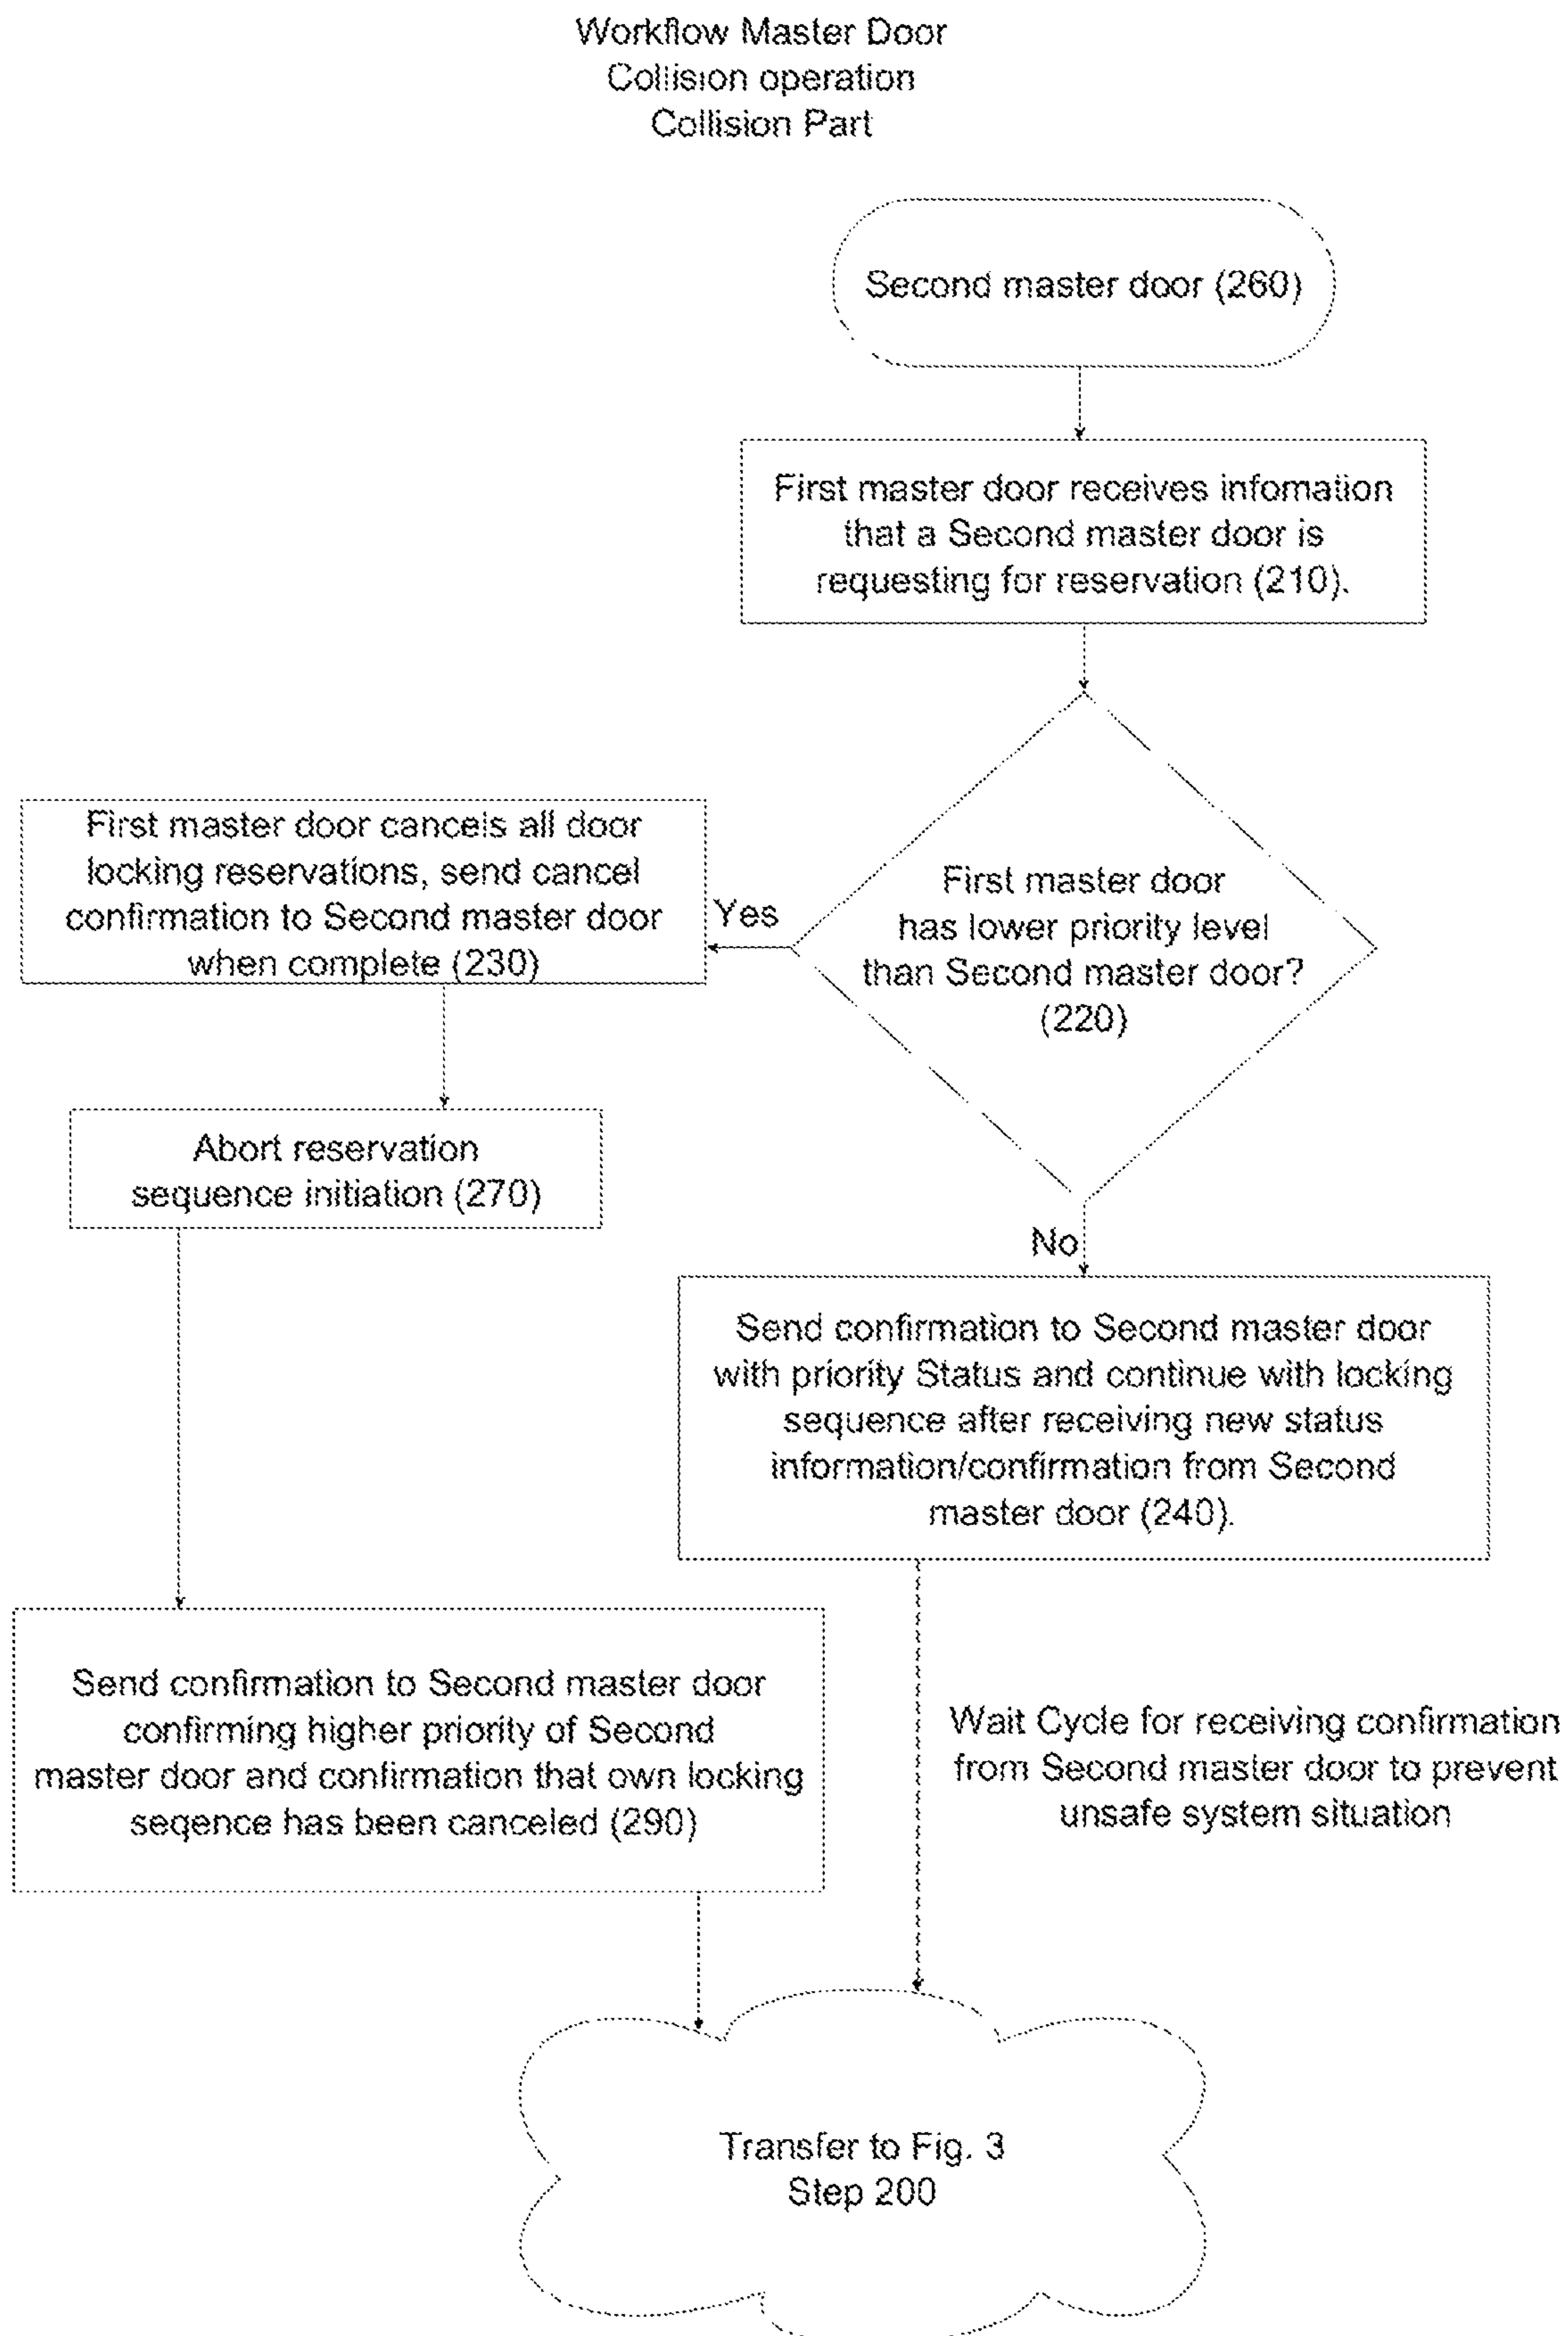 Workflow Master Door
Collision operation
Collision Part
Second master door (260)
First master door receives infomation
that a Second master door is
requesting for reservation (210).
First master door
has lower priority level
than Second master door?
(220)
Yes
First master door cancels all door
locking reservations, send cancel
confirmation to Second master door
when complete (230)
Abort reservation
sequence initiation (270)
No
Send confirmation to Second master door
with priority Status and continue with locking
sequence after receiving new status
information/confirmation from Second
master door (240).
Send confirmation to Second master door
confirming higher priority of Second
master door and confirmation that own locking
seqence has been canceled (290)
Wait Cycle for receiving confirmation
from Second master door to prevent
unsafe system situation
Transfer to Fig. 3
Step 200